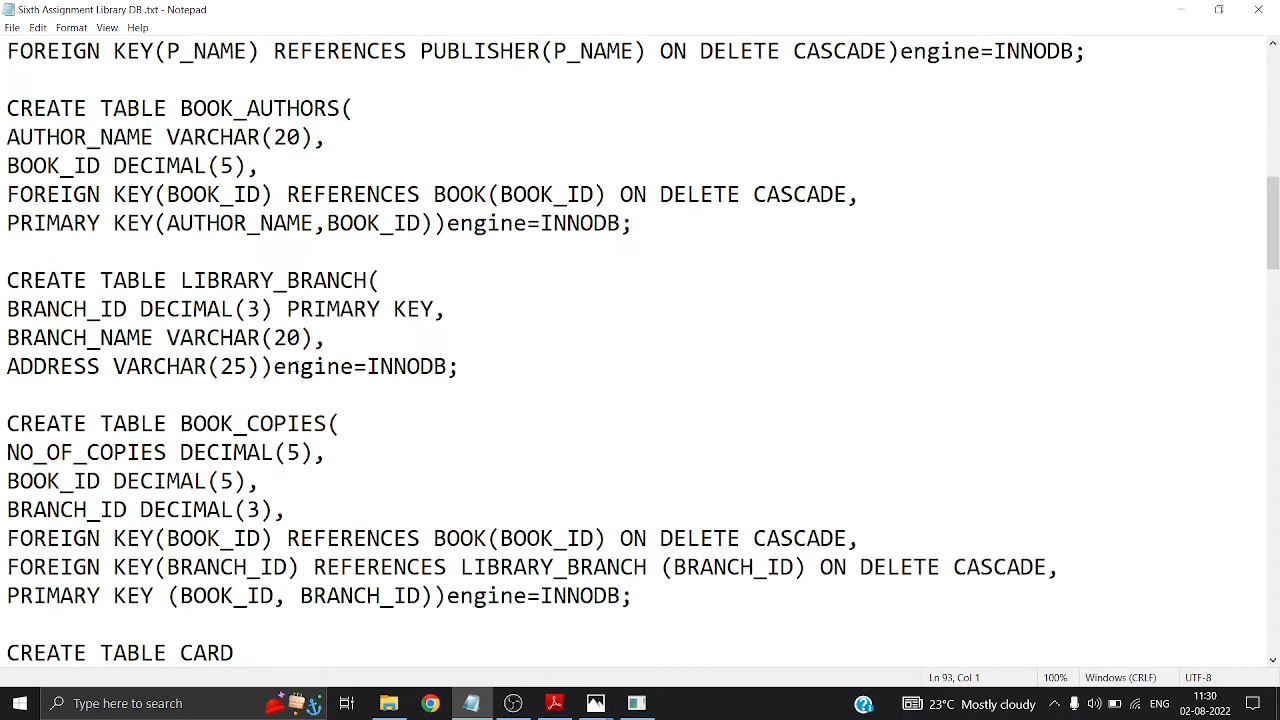 Sixth Assignment Library DB .txt - Notepad
File Edit Format View Help
FOREIGN KEY(P_NAME) REFERENCES PUBLISHER(P_NAME) ON DELETE CASCADE)engine=INNODB;
CREATE TABLE BOOK_AUTHORS(
AUTHOR_NAME VARCHAR(20),
BOOK_ID DECIMAL(5),
FOREIGN KEY(BOOK_ID) REFERENCES BOOK(BOOK_ID) ON DELETE CASCADE,
PRIMARY KEY(AUTHOR_NAME,BOOK_ID))engine=INNODB;
CREATE TABLE LIBRARY_BRANCH(
BRANCH_ID DECIMAL(3) PRIMARY KEY,
BRANCH_NAME VARCHAR(20),
ADDRESS VARCHAR(25))engine=INNODB;
CREATE TABLE BOOK_COPIES(
NO_OF_COPIES DECIMAL(5),
BOOK_ID DECIMAL(5),
BRANCH_ID DECIMAL(3),
FOREIGN KEY(BOOK_ID) REFERENCES BOOK(BOOK_ID) ON DELETE CASCADE,
FOREIGN KEY(BRANCH_ID) REFERENCES LIBRARY_BRANCH (BRANCH_ID) ON DELETE CASCADE,
PRIMARY KEY (BOOK_ID, BRANCH_ID))engine=INNODB;
CREATE TABLE CARD
Ln 93, Col 1 100% Windows (CRLF) UTF-8
Type here to search 23°C Mostly cloudy ENG 11:30
02-08-2022